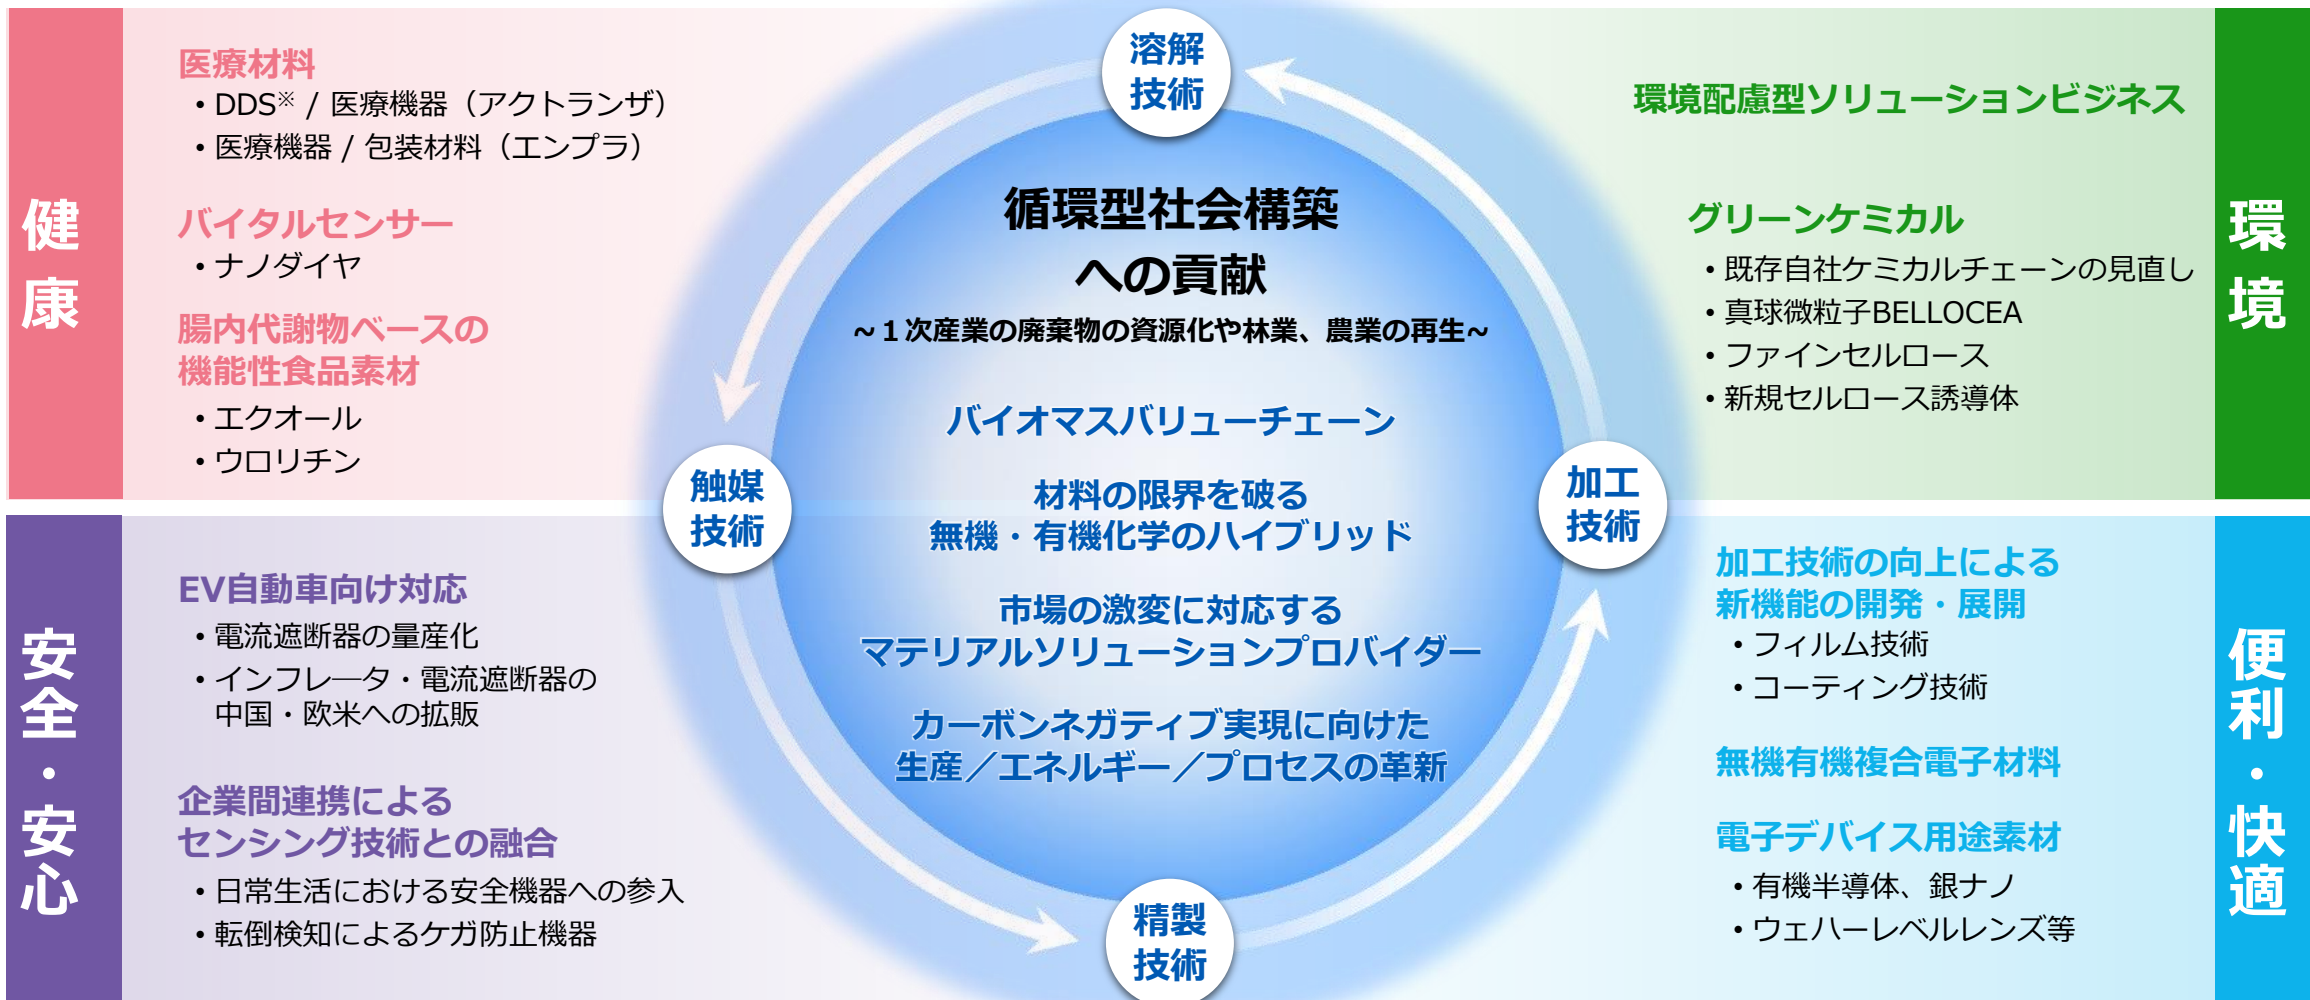 健康
医療材料
・DDS※ / 医療機器（アクトランザ）
・医療機器 / 包装材料（エンプラ）
バイタルセンサー
・ナノダイヤ
腸内代謝物ベースの
機能性食品素材
・エクオール
・ウロリチン
安全・安心
EV自動車向け対応
・電流遮断器の量産化
・インフレ―タ・電流遮断器の
中国・欧米への拡販
企業間連携による
センシング技術との融合
・日常生活における安全機器への参入
・転倒検知によるケガ防止機器
溶解
技術
触媒
技術
加工
技術
精製
技術
循環型社会構築
への貢献
~１次産業の廃棄物の資源化や林業、農業の再生~
バイオマスバリューチェーン
材料の限界を破る
無機・有機化学のハイブリッド
市場の激変に対応する
マテリアルソリューションプロバイダー
カーボンネガティブ実現に向けた
生産／エネルギー／プロセスの革新
環境
環境配慮型ソリューションビジネス
グリーンケミカル
・既存自社ケミカルチェーンの見直し
・真球微粒子BELLOCEA
・ファインセルロース
・新規セルロース誘導体
便利・快適
加工技術の向上による
新機能の開発・展開
・フィルム技術
・コーティング技術
無機有機複合電子材料
電子デバイス用途素材
・有機半導体、銀ナノ
・ウェハーレベルレンズ等